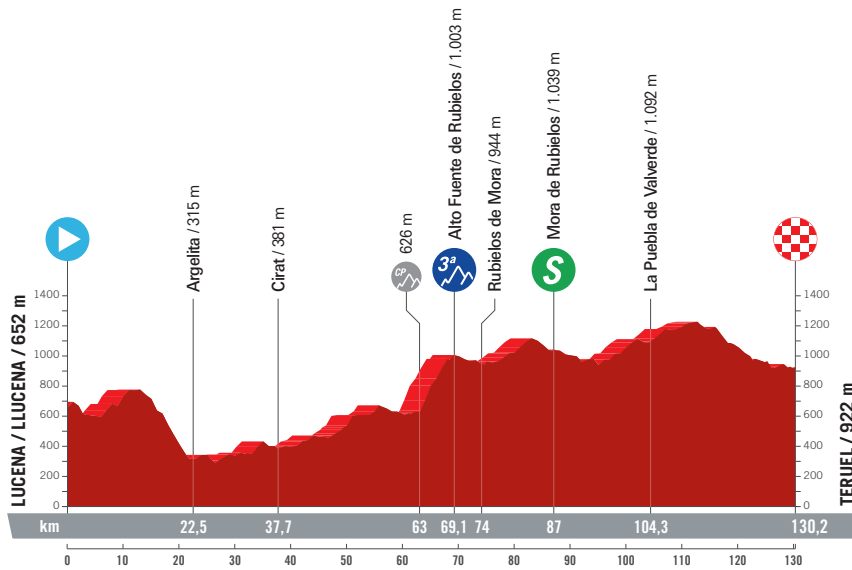 Argelita / 315 m
Cirat / 381 m
626 m
CP
Alto Fuente de Rubielos / 1.003 m
3ª
Rubielos de Mora / 944 m
Mora de Rubielos / 1.039 m
S
La Puebla de Valverde / 1.092 m
LUCENA / LLUCENA / 652 m
1400
1200
1000
800
600
400
200
0
1400
1200
1000
800
600
400
200
0
TERUEL / 922 m
km 22,5 37,7 63 69,1 74 87 104,3 130,2
0 10 20 30 40 50 60 70 80 90 100 110 120 130